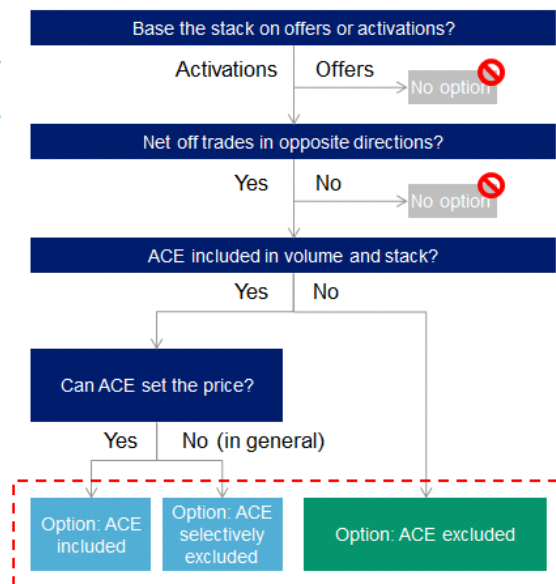 Base the stack on offers or activations?
Activations Offers
No option
Net off trades in opposite directions?
Yes No
No option
ACE included in volume and stack?
Yes No
Can ACE set the price?
Yes No (in general)
Option: ACE
included
Option: ACE
selectively
excluded
Option: ACE excluded